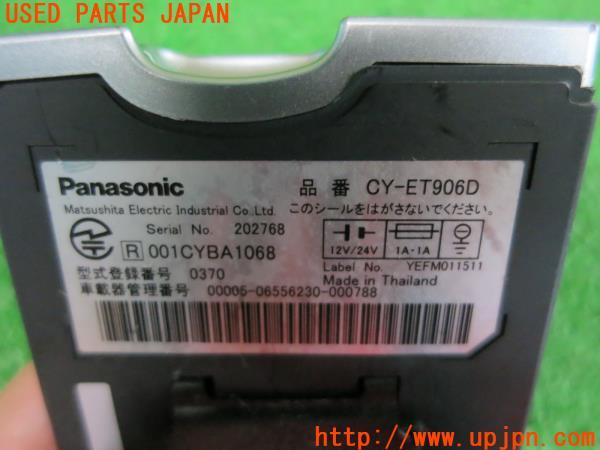 USED PARTS JAPAN
Panasonic
品番 CY-ET906D
Matsushita Electric Industrial Co.,Ltd.
このシールをはがさないでください。
Serial No. 202768
R 001CYBA1068
12V/24V 1A-1A
Label No. YEFM011511
型式登録番号 0370
Made in Thailand
車載器管理番号 00005-06556230-000788
http://www.upjpn.com